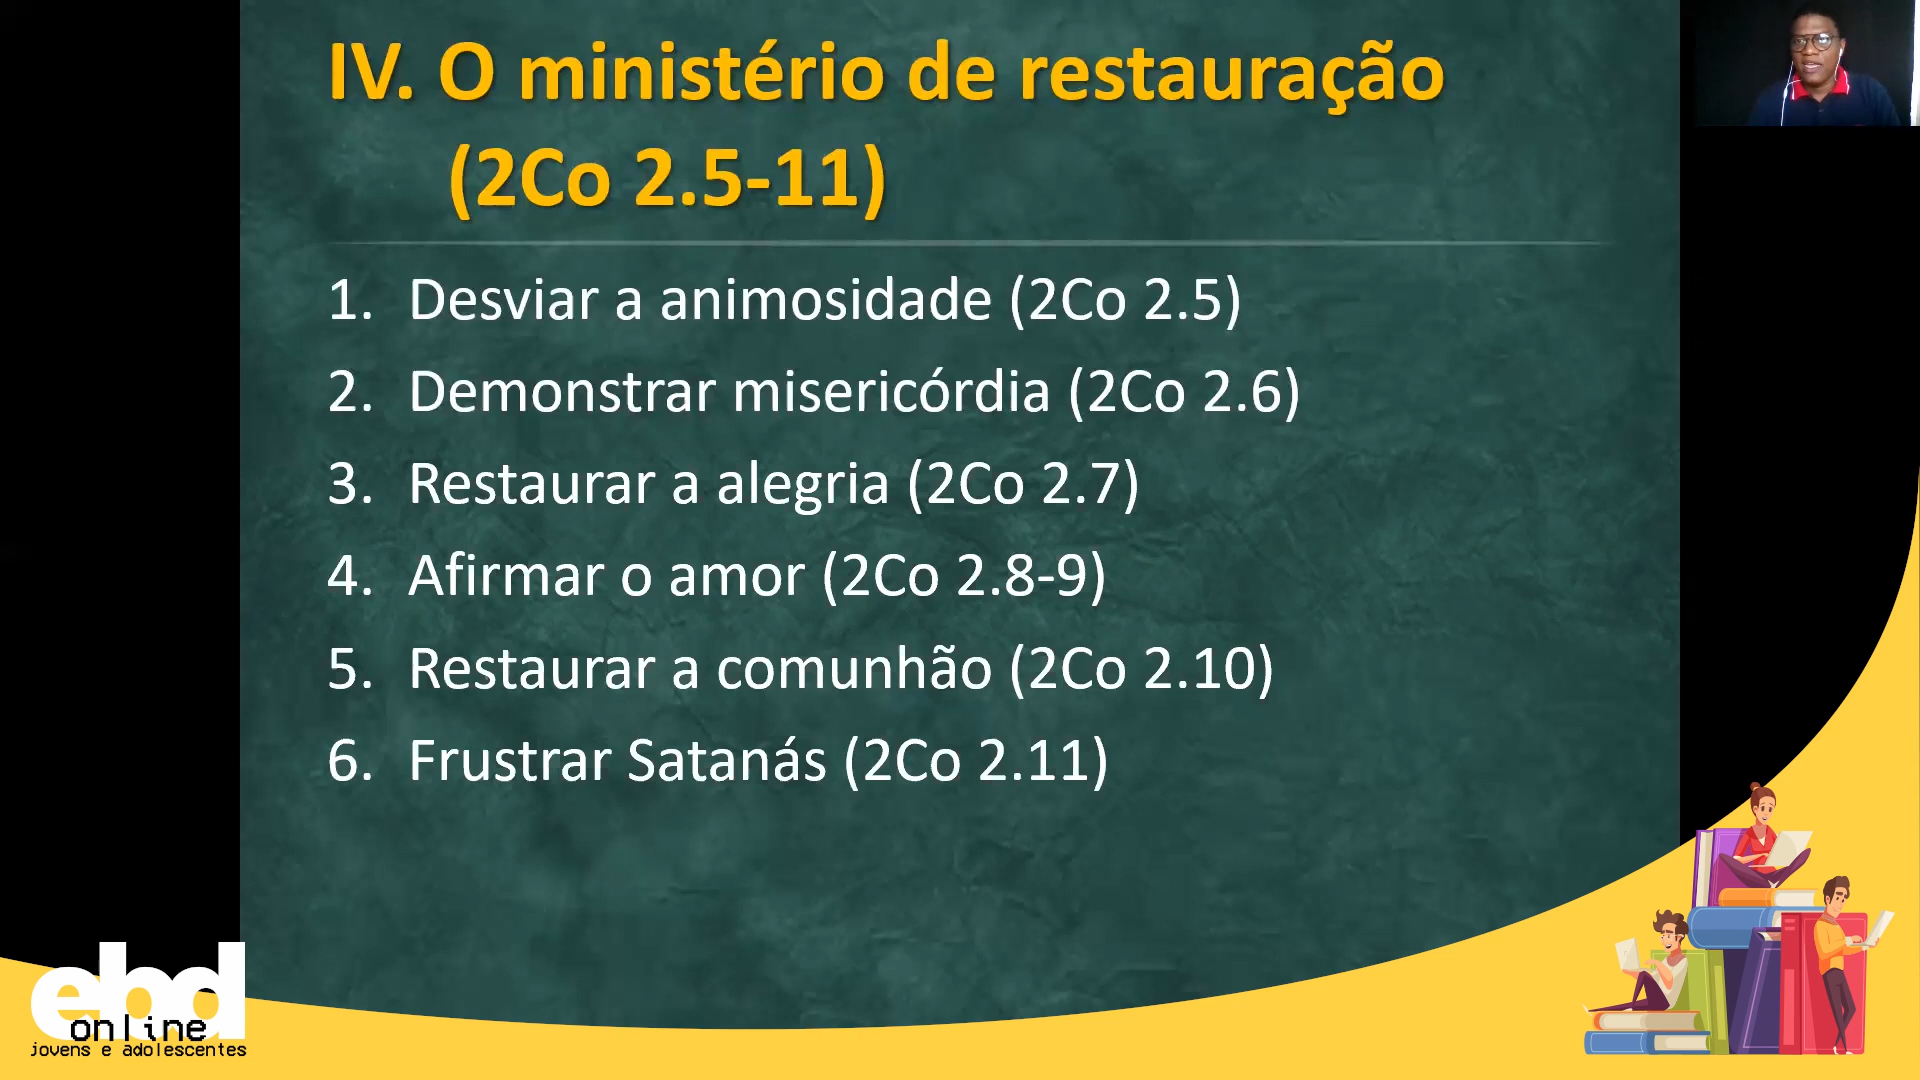 IV. O ministério de restauração
(2Co 2.5-11)
1. Desviar a animosidade (2Co 2.5)
2. Demonstrar misericórdia (2Co 2.6)
3. Restaurar a alegria (2Co 2.7)
4. Afirmar o amor (2Co 2.8-9)
5. Restaurar a comunhão (2Co 2.10)
6. Frustrar Satanás (2Co 2.11)
ebd
online
jovens e adolescentes